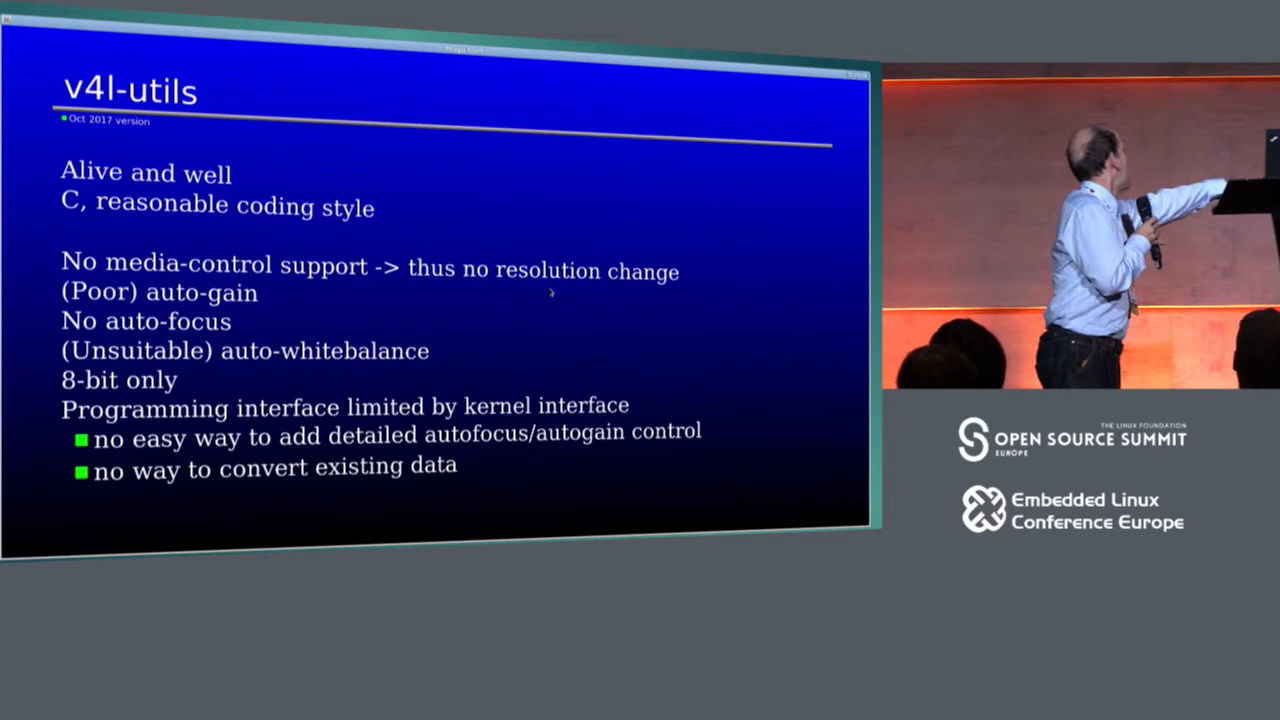 v4l-utils
Oct 2017 version
Alive and well
C, reasonable coding style
No media-control support -> thus no resolution change
(Poor) auto-gain
No auto-focus
(Unsuitable) auto-whitebalance
8-bit only
Programming interface limited by kernel interface
no easy way to add detailed autofocus/autogain control
no way to convert existing data
THE LINUX FOUNDATION
OPEN SOURCE SUMMIT
EUROPE
Embedded Linux
Conference Europe